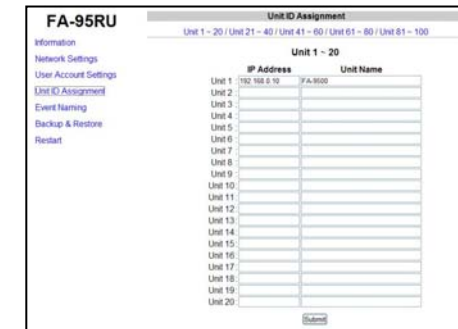 FA-95RU
Information
Network Settings
User Account Settings
Unit ID Assignment
Event Naming
Backup & Restore
Restart
Unit ID Assignment
Unit 1 ~ 20 / Unit 21 ~ 40 / Unit 41 ~ 60 / Unit 61 ~ 80 / Unit 81 ~ 100
Unit 1 ~ 20
IP Address Unit Name
Unit 1 : 192.168.0.10 FA-9500
Unit 2 :
Unit 3 :
Unit 4 :
Unit 5 :
Unit 6 :
Unit 7 :
Unit 8 :
Unit 9 :
Unit 10:
Unit 11:
Unit 12:
Unit 13:
Unit 14:
Unit 15:
Unit 16:
Unit 17:
Unit 18:
Unit 19:
Unit 20:
Submit